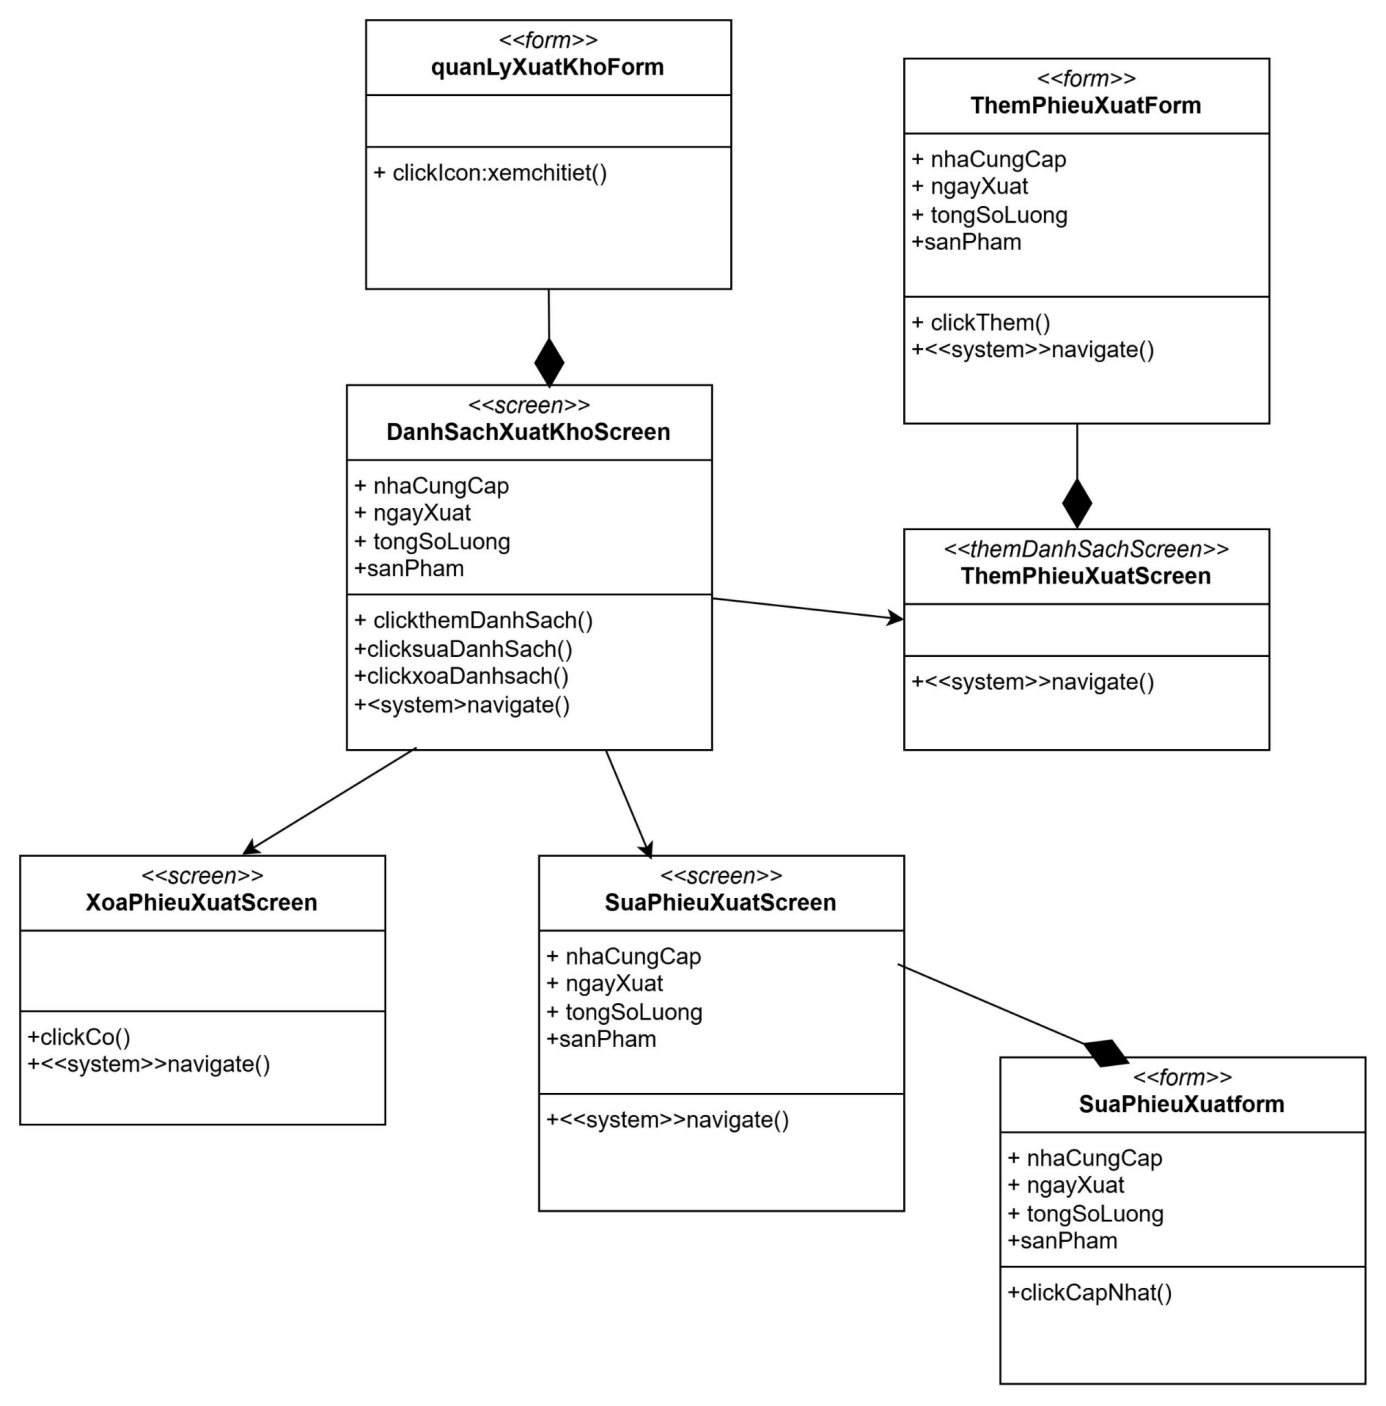 <<form>>
quanLyXuatKhoForm
+ clickIcon:xemchitiet()
<<form>>
ThemPhieuXuatForm
+ nhaCungCap
+ ngayXuat
+ tongSoLuong
+sanPham
+ clickThem()
+<<system>>navigate()
<<screen>>
DanhSachXuatKhoScreen
+ nhaCungCap
+ ngayXuat
+ tongSoLuong
+sanPham
+ clickthemDanhSach()
+clicksuaDanhSach()
+clickxoaDanhsach()
+<system>navigate()
<<themDanhSachScreen>>
ThemPhieuXuatScreen
+<<system>>navigate()
<<screen>>
XoaPhieuXuatScreen
+clickCo()
+<<system>>navigate()
<<screen>>
SuaPhieuXuatScreen
+ nhaCungCap
+ ngayXuat
+ tongSoLuong
+sanPham
+<<system>>navigate()
<<form>>
SuaPhieuXuatform
+ nhaCungCap
+ ngayXuat
+ tongSoLuong
+sanPham
+clickCapNhat()